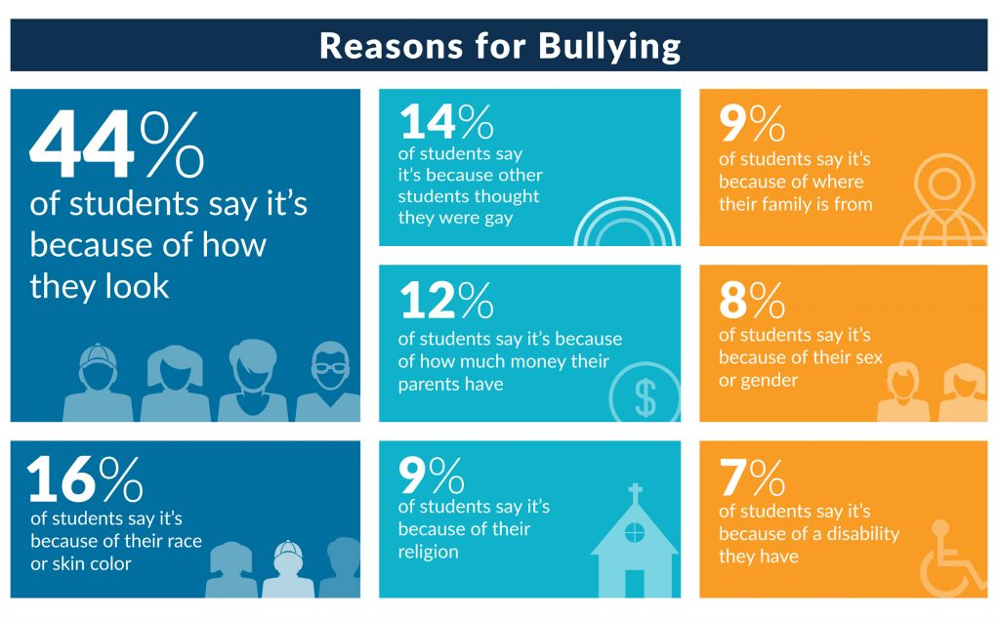 Reasons for Bullying
44%
of students say it's
because of how
they look
16%
of students say it's
because of their race
or skin color
14%
of students say
it's because other
students thought
they were gay
12%
of students say it's because
of how much money their
parents have
$
9%
of students say it's
because of their
religion
9%
of students say it's
because of where
their family is from
8%
of students say it's
because of their sex
or gender
7%
of students say it's
because of a disability
they have